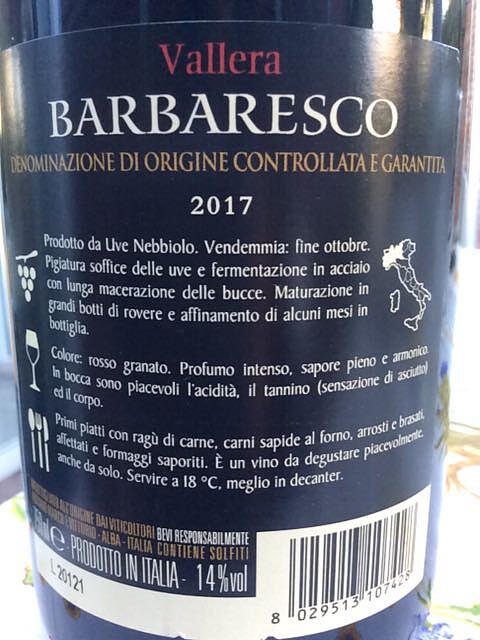 Vallera
BARBARESCO
DENOMINAZIONE DI ORIGINE CONTROLLATA E GARANTITA
2017
Prodotto da Uve Nebbiolo. Vendemmia: fine ottobre.
Pigiatura soffice delle uve e fermentazione in acciaio
con lunga macerazione delle bucce. Maturazione in
grandi botti di rovere e affinamento di alcuni mesi in
bottiglia.
Colore: rosso granato. Profumo intenso, sapore pieno e armonico.
In bocca sono piacevoli l'acidità, il tannino (sensazione di asciutto)
ed il corpo.
Primi piatti con ragù di carne, carni sapide al forno, arrosti e brasati,
affettati e formaggi saporiti. È un vino da degustare piacevolmente
anche da solo. Servire a 18 °C, meglio in decanter.
ALL'ORIGINE DAI VITICOLTORI BEVI RESPONSABILMENTE
VITTORIO - ALBA - ITALIA CONTIENE SOLFITI
e PRODOTTO IN ITALIA - 14%vol
L 20121
8 029513 107428